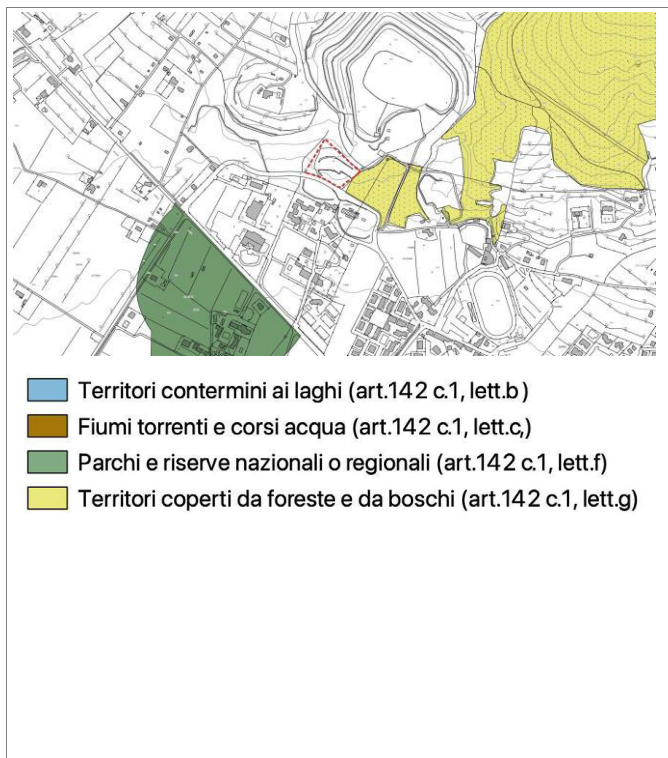 Territori contermini ai laghi (art.142 c.1, lett.b )
Fiumi torrenti e corsi acqua (art.142 c.1, lett.c,)
Parchi e riserve nazionali o regionali (art.142 c.1, lett.f)
Territori coperti da foreste e da boschi (art.142 c.1, lett.g)